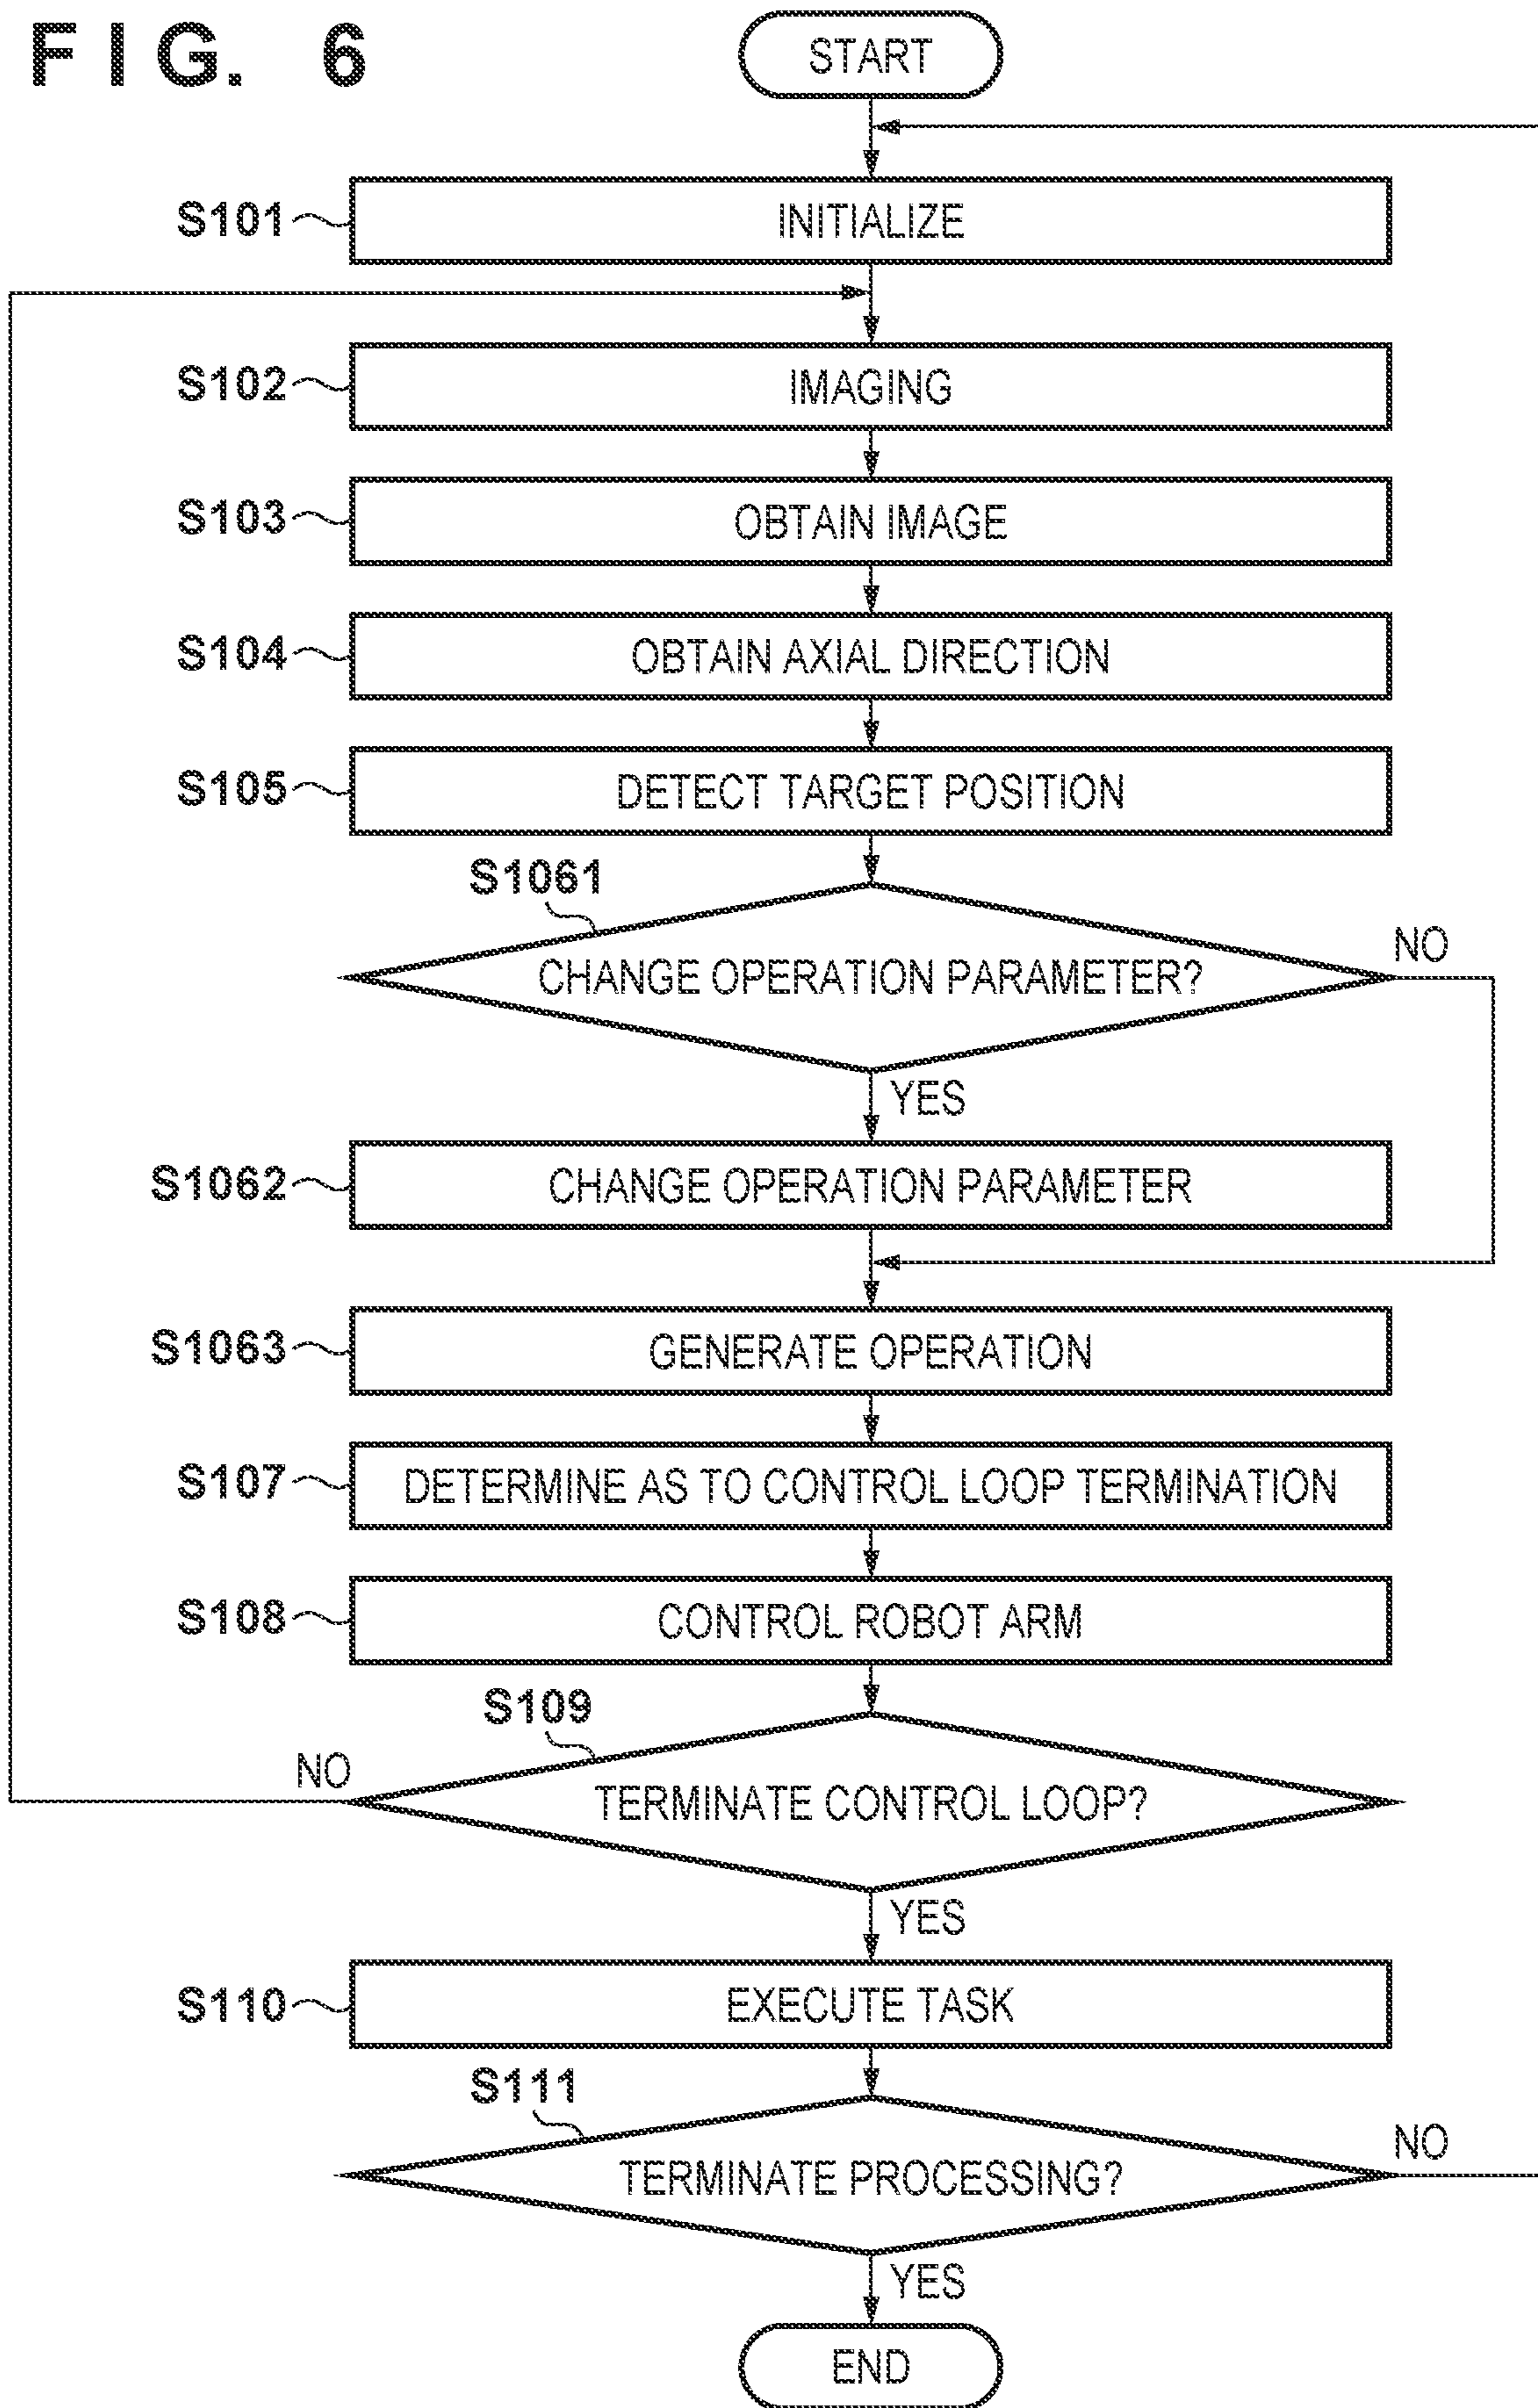 FIG. 6
START
S101
INITIALIZE
S102
IMAGING
S103
OBTAIN IMAGE
S104
OBTAIN AXIAL DIRECTION
S105
DETECT TARGET POSITION
S1061
CHANGE OPERATION PARAMETER?
NO
YES
S1062
CHANGE OPERATION PARAMETER
S1063
GENERATE OPERATION
S107
DETERMINE AS TO CONTROL LOOP TERMINATION
S108
CONTROL ROBOT ARM
S109
NO
TERMINATE CONTROL LOOP?
YES
S110
EXECUTE TASK
S111
NO
TERMINATE PROCESSING?
YES
END